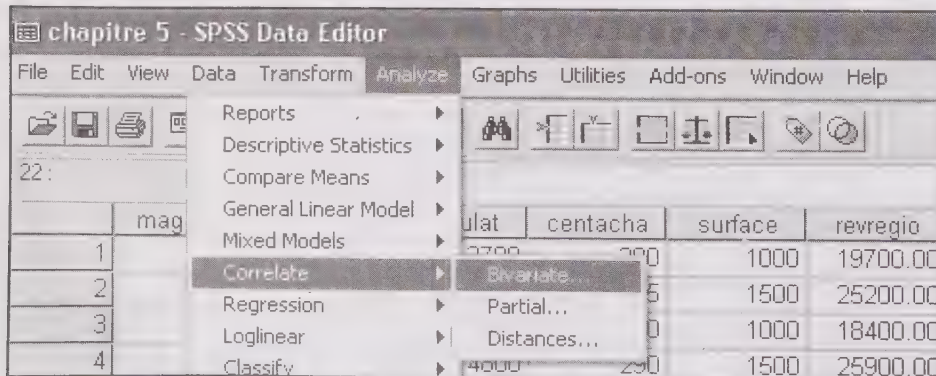 chapitre 5 - SPSS Data Editor
File Edit View Data Transform Analyze Graphs Utilities Add-ons Window Help
Reports
Descriptive Statistics
22:
Compare Means
General Linear Model
mag ulat centacha surface revregio
Mixed Models
1 1000 19700.00
Correlate Bivariate...
2 5 1500 25200.00
Regression Partial...
3 0 1000 18400.00
Loglinear Distances...
4 290 1500 25900.00
Classify